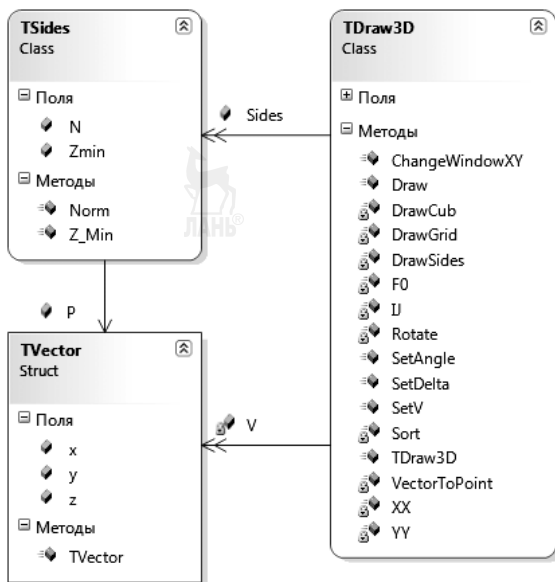 TSides
Class
Поля
N
Zmin
Методы
Norm
Z_Min
Sides
P
TVector
Struct
Поля
x
y
z
Методы
TVector
V
TDraw3D
Class
Поля
Методы
ChangeWindowXY
Draw
DrawCub
DrawGrid
DrawSides
F0
IJ
Rotate
SetAngle
SetDelta
SetV
Sort
TDraw3D
VectorToPoint
XX
YY
ЛАНЬ®